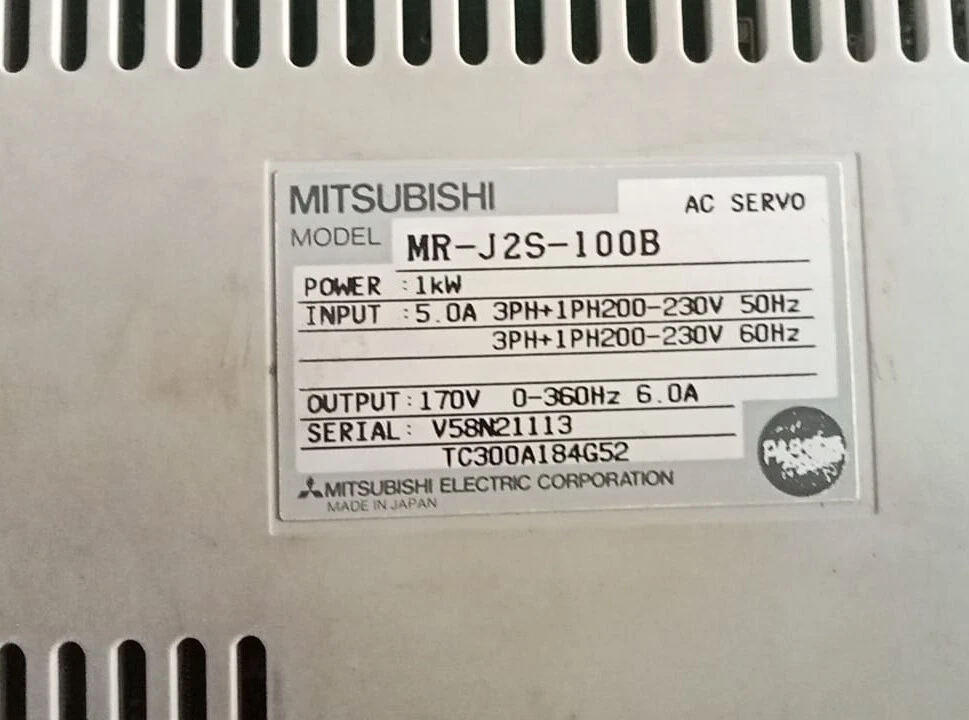 MITSUBISHI
AC SERVO
MODEL MR-J2S-100B
POWER :1kW
INPUT :5.0A 3PH+1PH200-230V 50Hz
3PH+1PH200-230V 60Hz
OUTPUT:170V 0-360Hz 6.0A
SERIAL: V58N21113
TC300A184G52
MITSUBISHI ELECTRIC CORPORATION
MADE IN JAPAN
PASSED